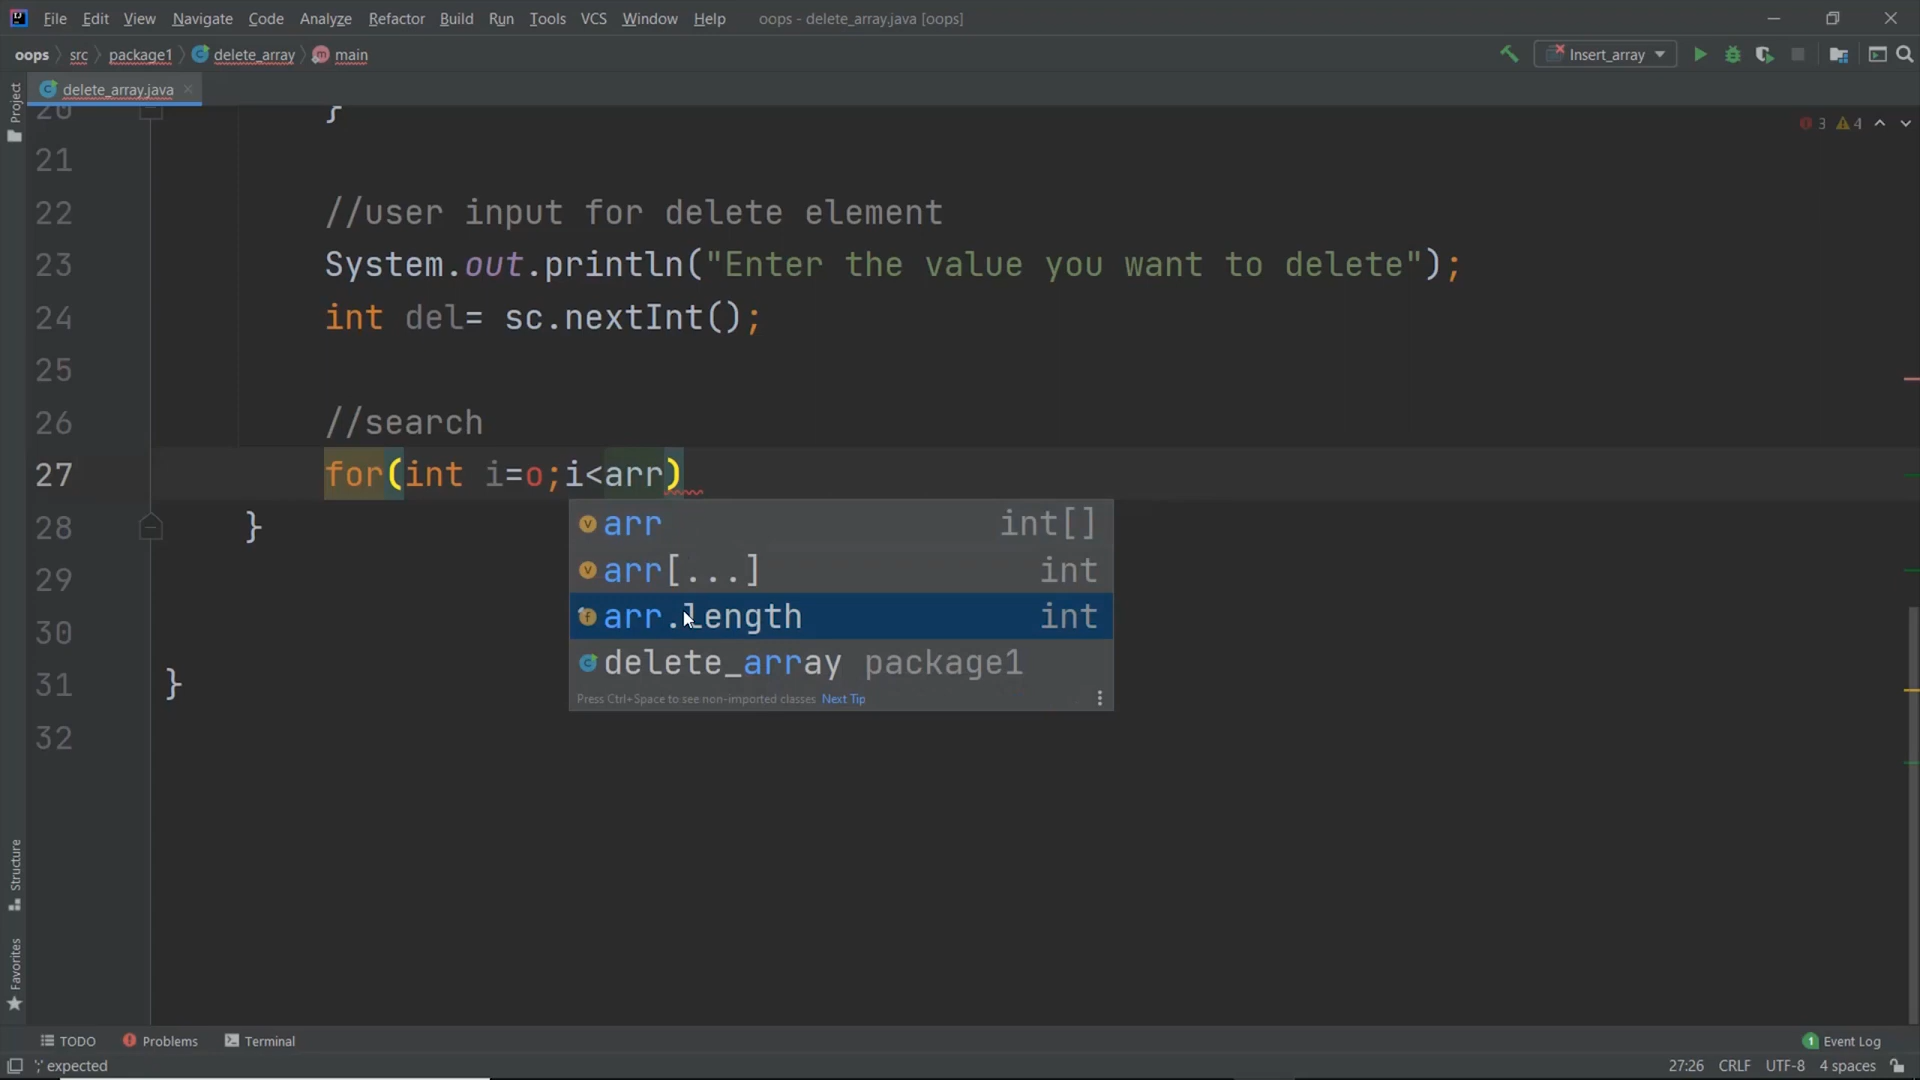 File Edit View Navigate Code Analyze Refactor Build Run Tools VCS Window Help oops - delete_array.java [oops]
oops src package1 delete_array main Insert_array
Project
delete_array.java
20 }
3 4
21
22 //user input for delete element
23 System.out.println("Enter the value you want to delete");
24 int del= sc.nextInt();
25
26 //search
27 for(int i=o;i<arr)
arr int[]
28 }
arr[...] int
29
arr.length int
30
delete_array package1
31 }
Press Ctrl+Space to see non-imported classes Next Tip
32
Structure
Favorites
TODO Problems Terminal 1 Event Log
';' expected 27:26 CRLF UTF-8 4 spaces